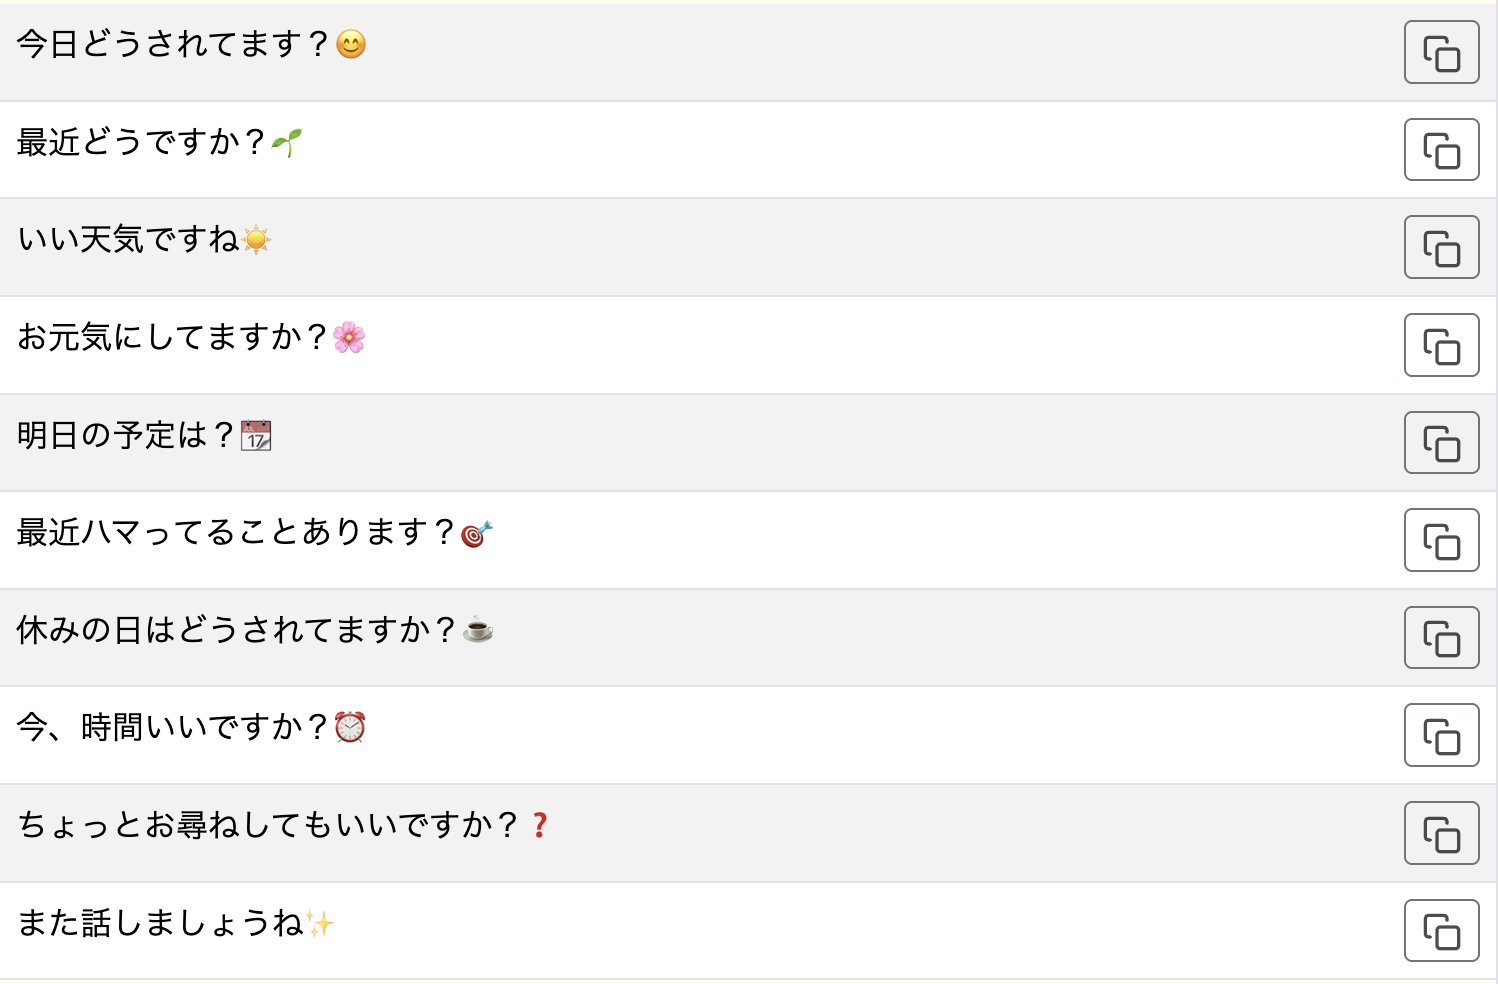 今日どうされてます？😊
最近どうですか？🌱
いい天気ですね☀️
お元気にしてますか？🌸
明日の予定は？📆
最近ハマってることあります？🎯
休みの日はどうされてますか？☕
今、時間いいですか？⏰
ちょっとお尋ねしてもいいですか？❓
また話しましょうね✨